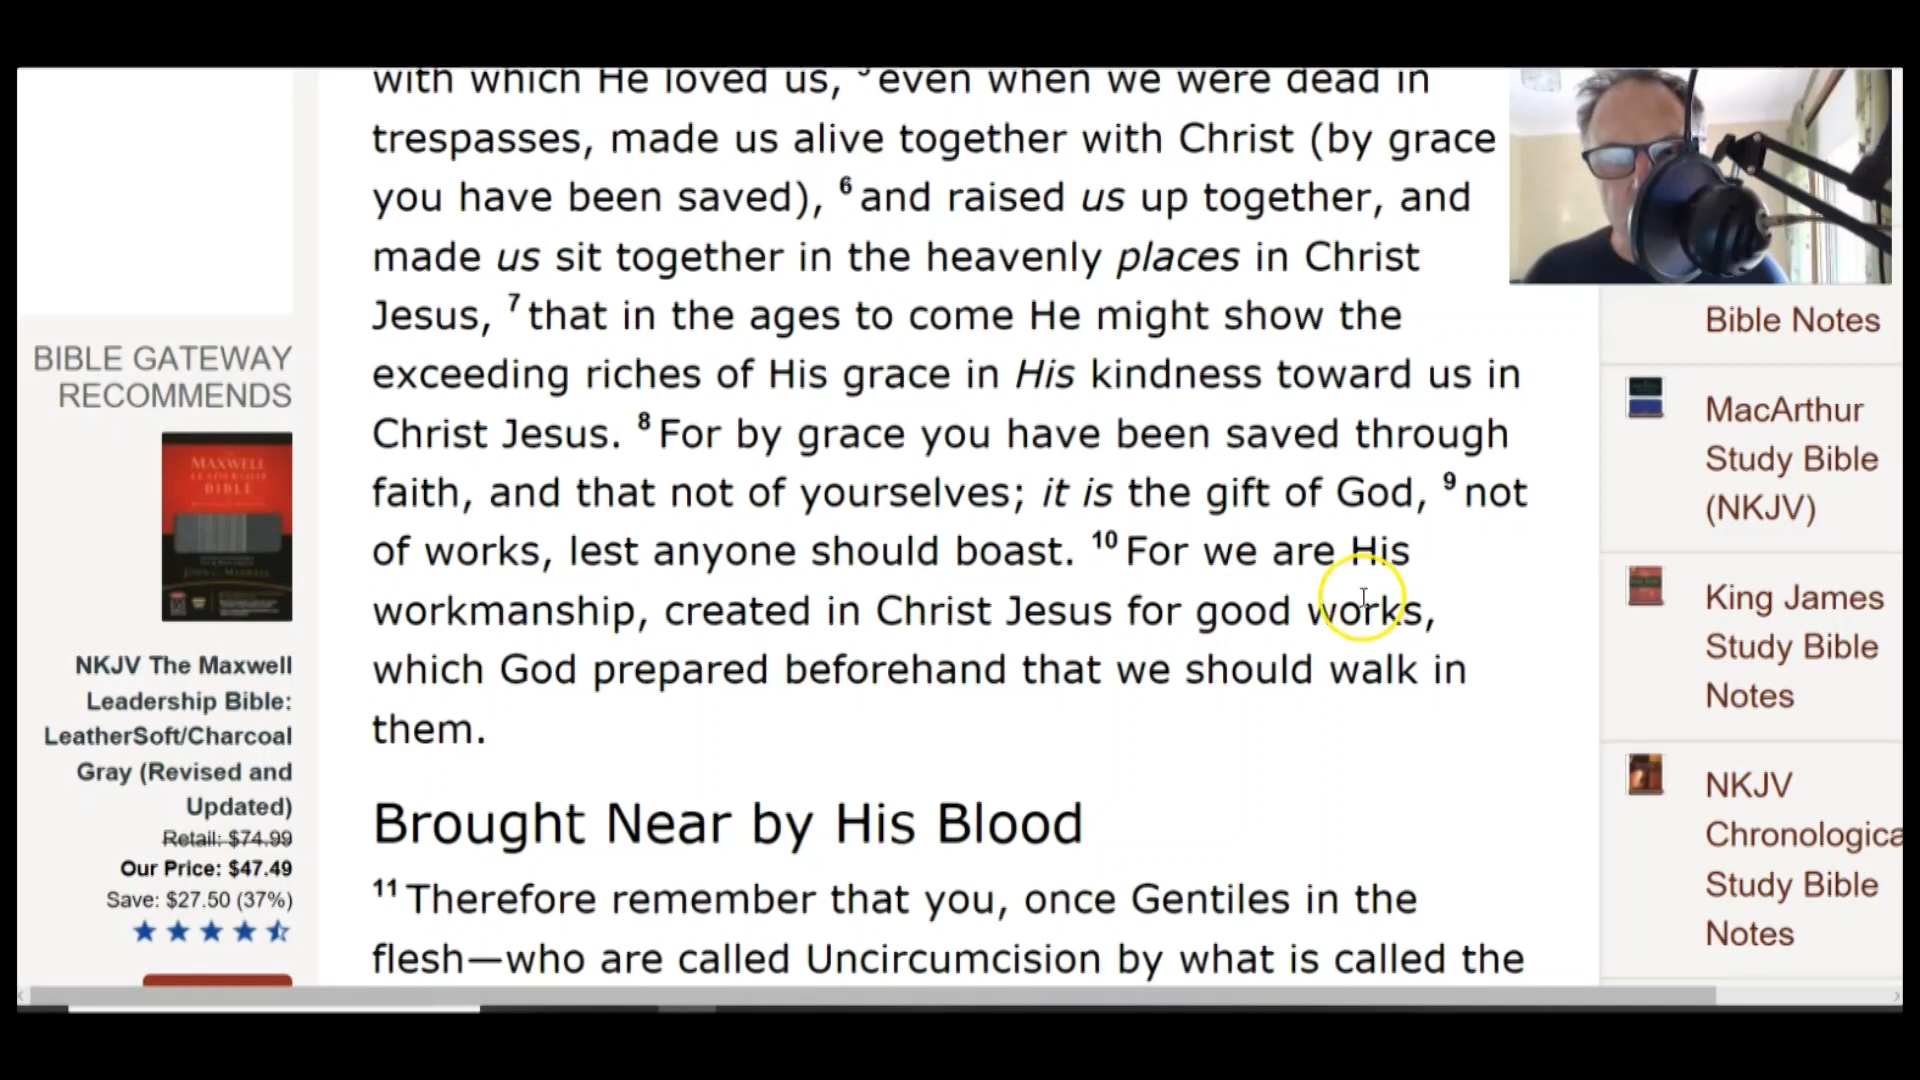 with which He loved us, 5 even when we were dead in
trespasses, made us alive together with Christ (by grace
you have been saved), 6 and raised us up together, and
made us sit together in the heavenly places in Christ
Jesus, 7 that in the ages to come He might show the
exceeding riches of His grace in His kindness toward us in
Christ Jesus. 8 For by grace you have been saved through
faith, and that not of yourselves; it is the gift of God, 9 not
of works, lest anyone should boast. 10 For we are His
workmanship, created in Christ Jesus for good works,
which God prepared beforehand that we should walk in
them.
Brought Near by His Blood
11 Therefore remember that you, once Gentiles in the
flesh—who are called Uncircumcision by what is called the
BIBLE GATEWAY
RECOMMENDS
MAXWELL
LEADERSHIP
BIBLE
NKJV The Maxwell
Leadership Bible:
LeatherSoft/Charcoal
Gray (Revised and
Updated)
Retail: $74.99
Our Price: $47.49
Save: $27.50 (37%)
Bible Notes
MacArthur
Study Bible
(NKJV)
King James
Study Bible
Notes
NKJV
Chronologica
Study Bible
Notes